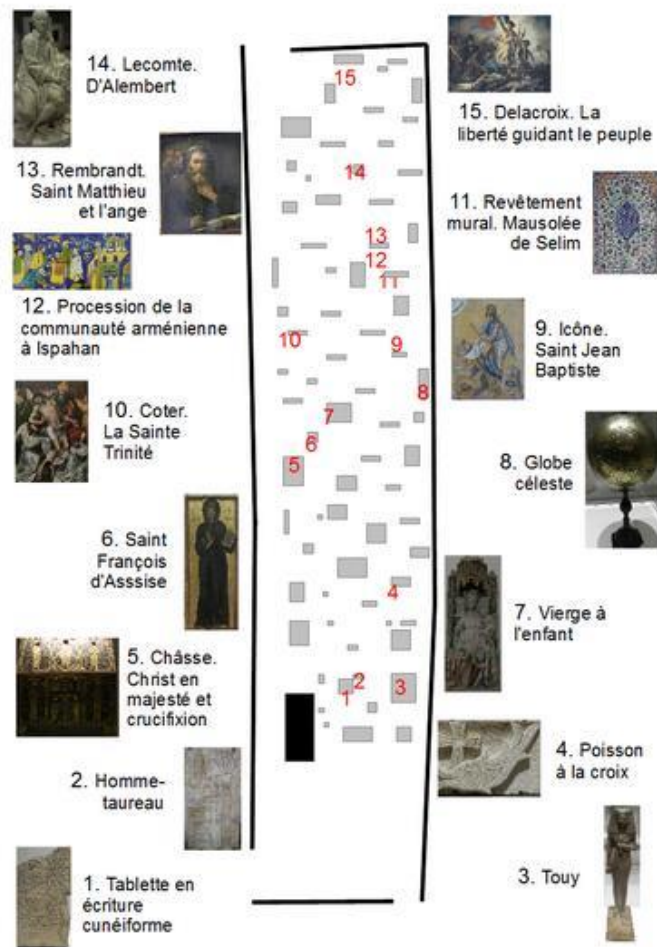 14. Lecomte.
D'Alembert
13. Rembrandt.
Saint Matthieu
et l'ange
12. Procession de la
communauté arménienne
à Ispahan
10. Coter.
La Sainte
Trinité
6. Saint
François
d'Asssise
5. Châsse.
Christ en
majesté et
crucifixion
2. Homme-
taureau
1. Tablette en
écriture
cunéiforme
15
14
13
12
11
10
9
8
7
6
5
4
2
3
1
15. Delacroix. La
liberté guidant le peuple
11. Revêtement
mural. Mausolée
de Selim
9. Icône.
Saint Jean
Baptiste
8. Globe
céleste
7. Vierge à
l'enfant
4. Poisson
à la croix
3. Touy